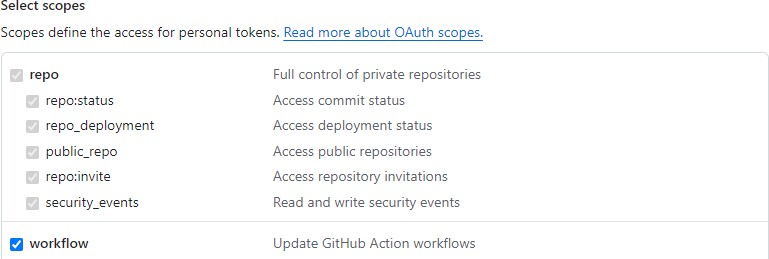 Select scopes
Scopes define the access for personal tokens. Read more about OAuth scopes.
repo Full control of private repositories
repo:status Access commit status
repo_deployment Access deployment status
public_repo Access public repositories
repo:invite Access repository invitations
security_events Read and write security events
workflow Update GitHub Action workflows